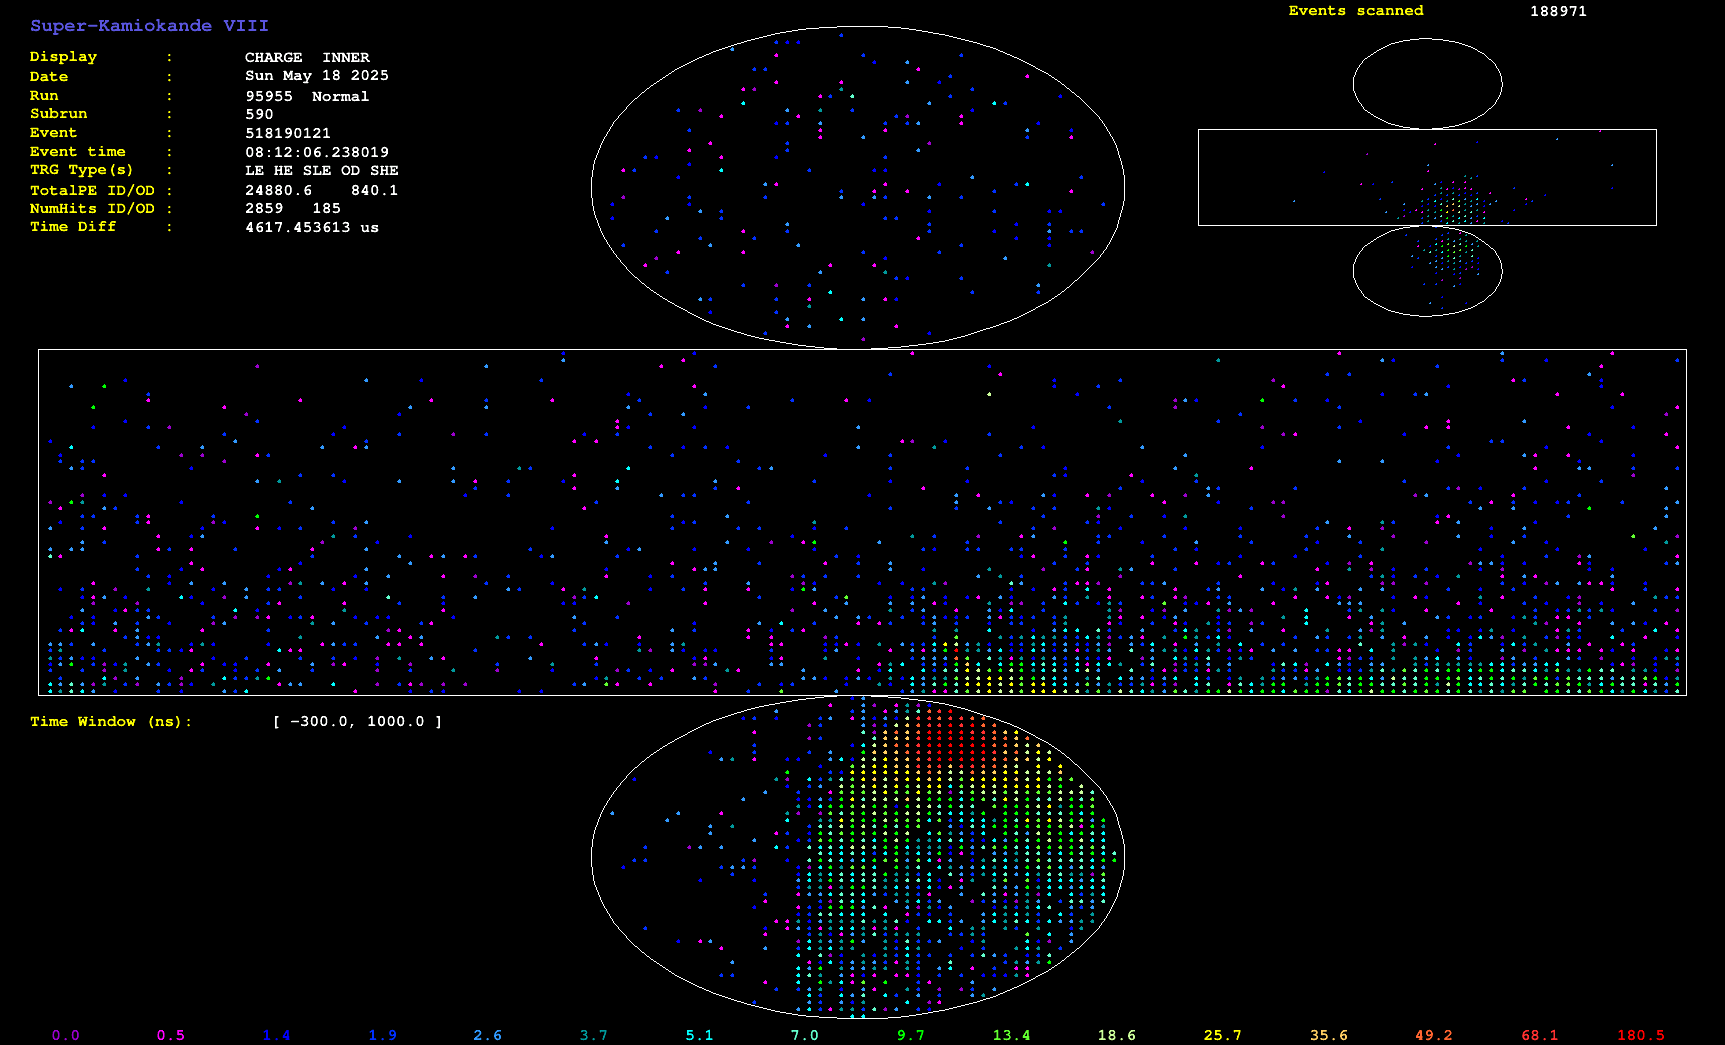 Super-Kamiokande VIII
Display : CHARGE INNER
Date : Sun May 18 2025
Run : 95955 Normal
Subrun : 590
Event : 518190121
Event time : 08:12:06.238019
TRG Type(s) : LE HE SLE OD SHE
TotalPE ID/OD : 24880.6 840.1
NumHits ID/OD : 2859 185
Time Diff : 4617.453613 us
Events scanned 188971
Time Window (ns): [ -300.0, 1000.0 ]
0.0 0.5 1.4 1.9 2.6 3.7 5.1 7.0 9.7 13.4 18.6 25.7 35.6 49.2 68.1 180.5